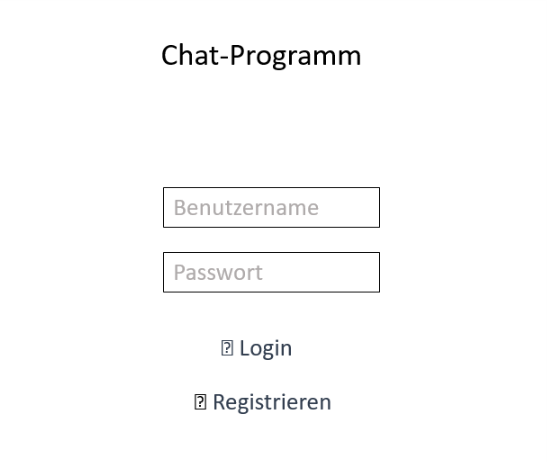 Chat-Programm
Benutzername
Passwort
⍰ Login
⍰ Registrieren